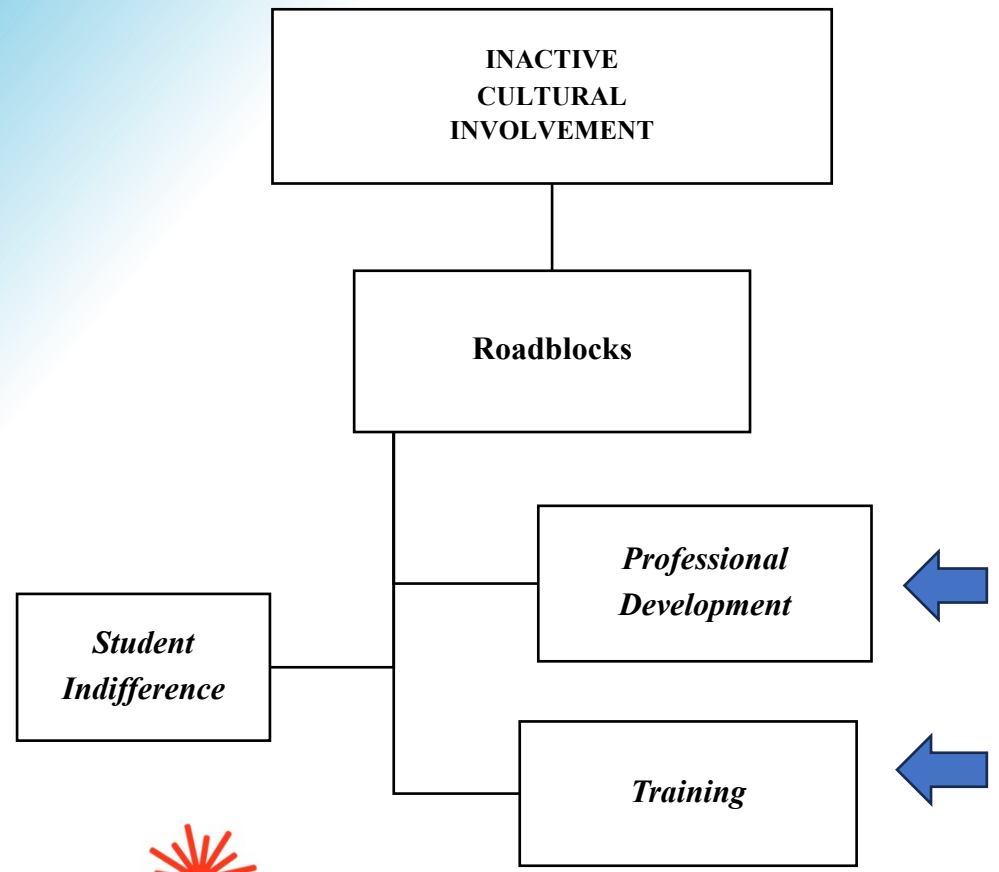 INACTIVE
CULTURAL
INVOLVEMENT
Roadblocks
Professional
Development
Student
Indifference
Training